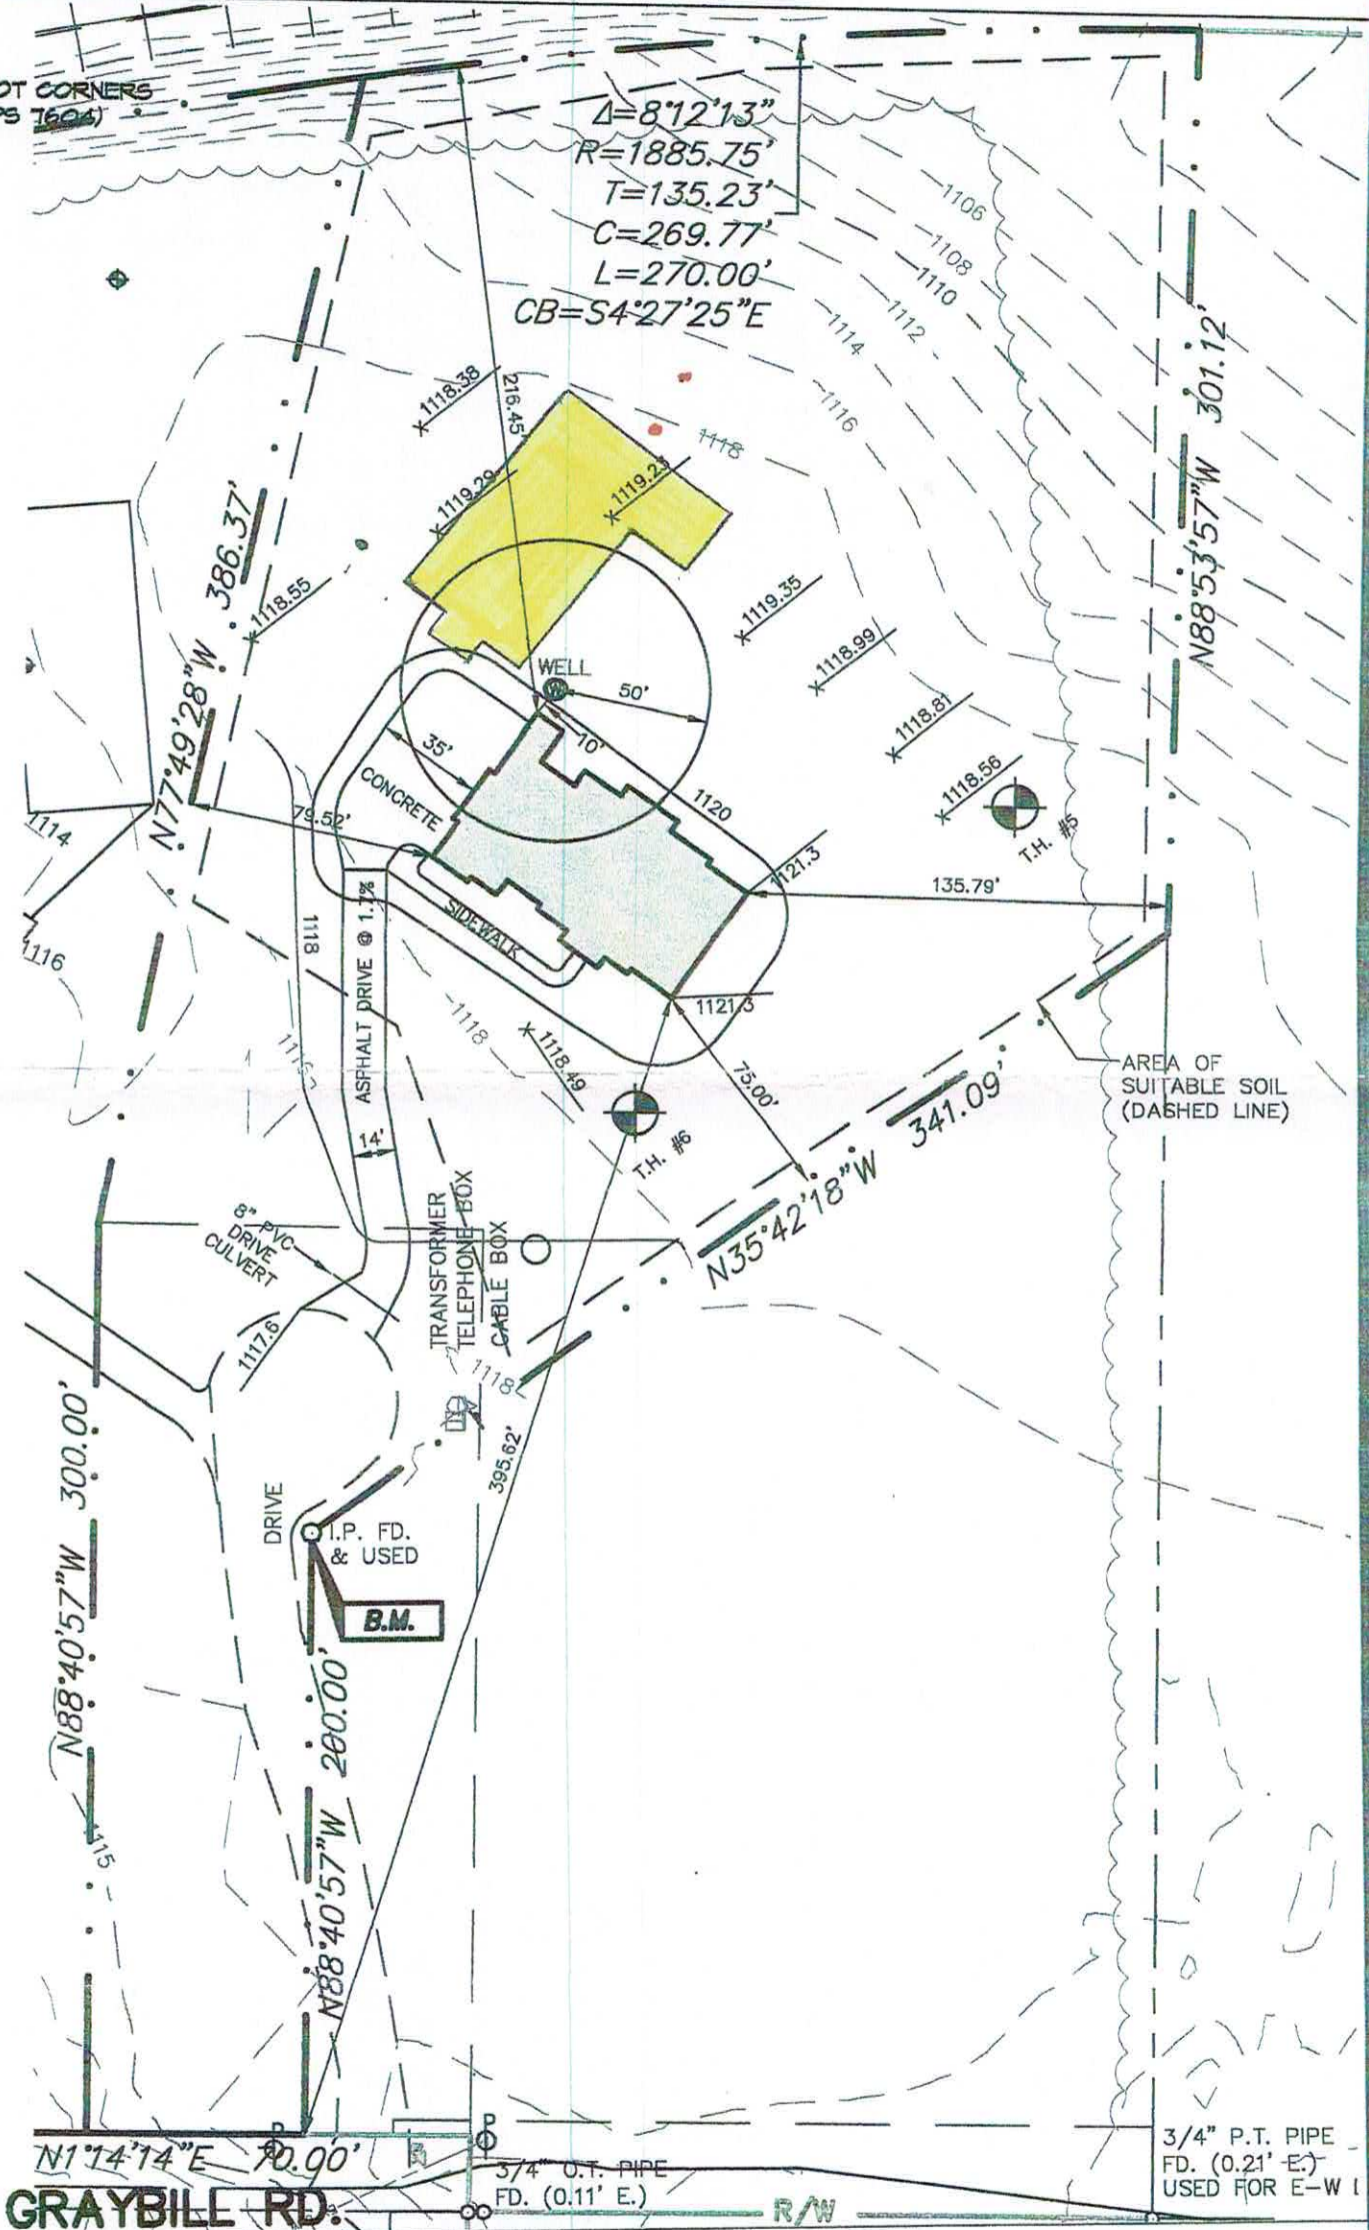 OT CORNERS
PS 7604)
Δ=8°12'13"
R=1885.75'
T=135.23'
C=269.77'
L=270.00'
CB=S4°27'25"E
1106
1108
1110
1112
1114
1116
1118
N88°53'57"W 301.12'
1118.38
216.45'
1119.29
1119.23
N77°49'28"W 386.37'
1118.55
1119.35
1118.99
1118.81
1118.56
T.H. #5
WELL
W
50'
10'
35'
CONCRETE
79.52'
1120
1121.3
135.79'
1114
1116
1118
ASPHALT DRIVE @ 1.7%
SIDEWALK
1121.3
1118
1118.49
75.00'
T.H. #6
AREA OF
SUITABLE SOIL
(DASHED LINE)
N35°42'18"W 341.09'
14'
8" PVC
DRIVE
CULVERT
TRANSFORMER
TELEPHONE BOX
CABLE BOX
1117.6
1118
395.62'
N88°40'57"W 300.00'
DRIVE
I.P. FD.
& USED
B.M.
N88°40'57"W 200.00'
1115
P
P
N1°14'14"E 70.00'
3/4" O.T. PIPE
FD. (0.11' E.)
3/4" P.T. PIPE
FD. (0.21' E.)
USED FOR E-W
GRAYBILL RD.
R/W